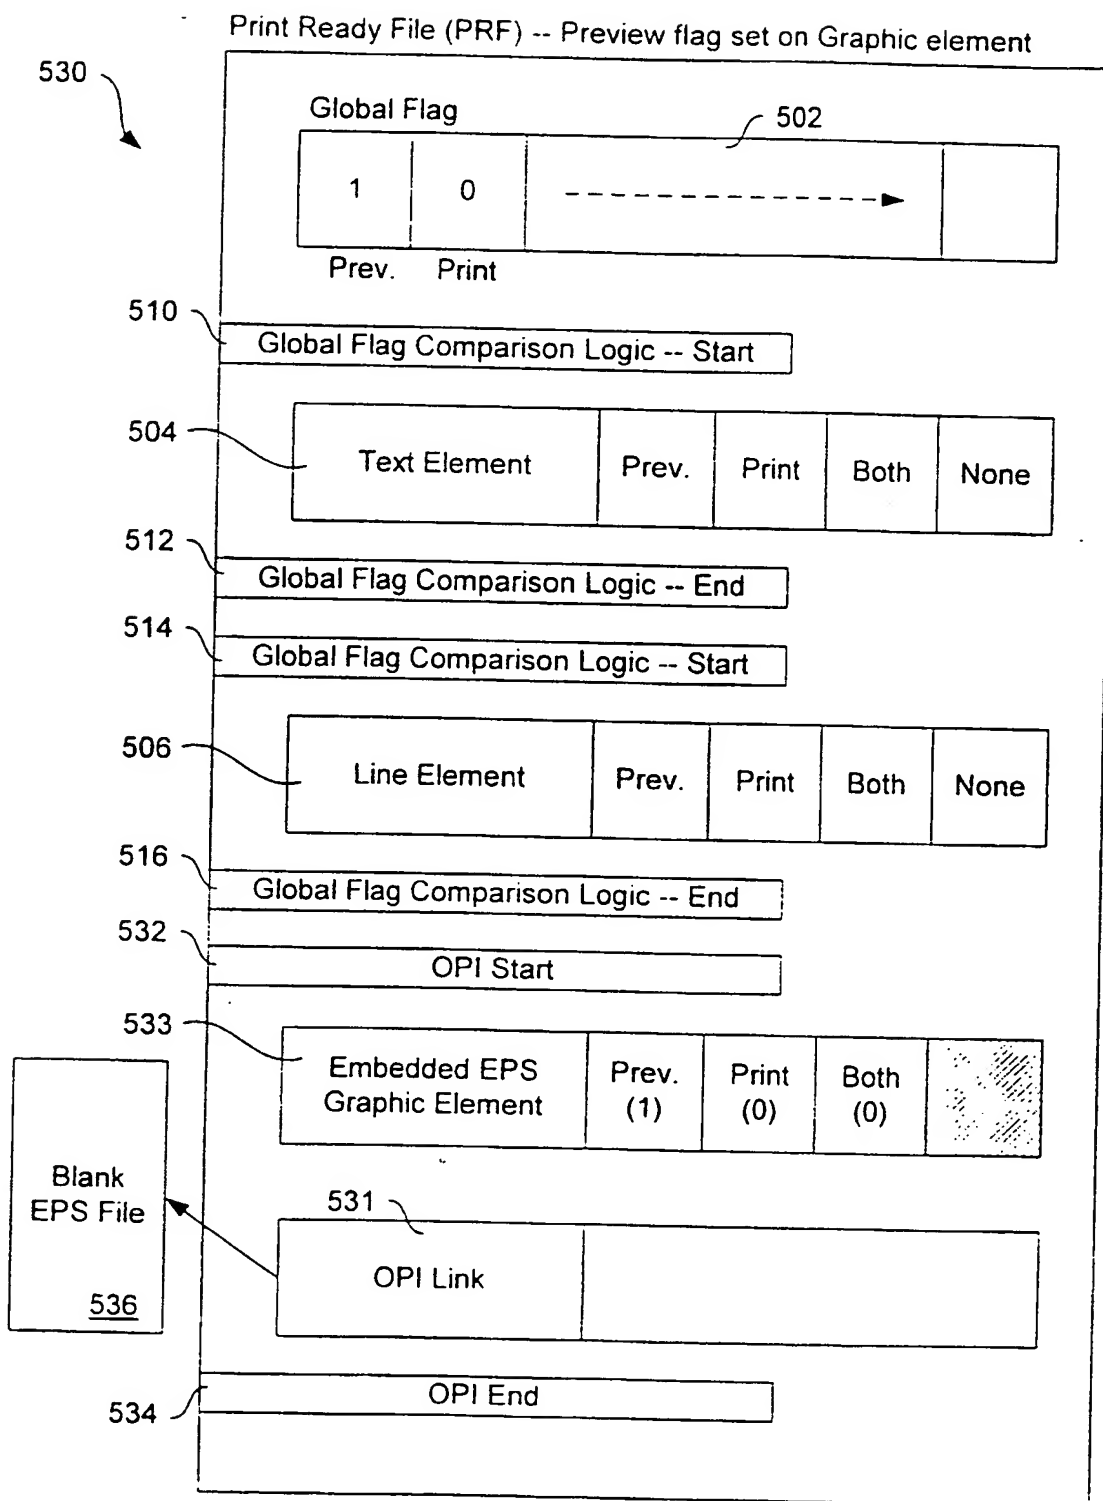 Print Ready File (PRF) -- Preview flag set on Graphic element
530
Global Flag
502
1 0
Prev. Print
510
Global Flag Comparison Logic -- Start
504
Text Element Prev. Print Both None
512
Global Flag Comparison Logic -- End
514
Global Flag Comparison Logic -- Start
506
Line Element Prev. Print Both None
516
Global Flag Comparison Logic -- End
532
OPI Start
533
Embedded EPS Graphic Element Prev. (1) Print (0) Both (0)
Blank
EPS File
536
531
OPI Link
OPI End
534